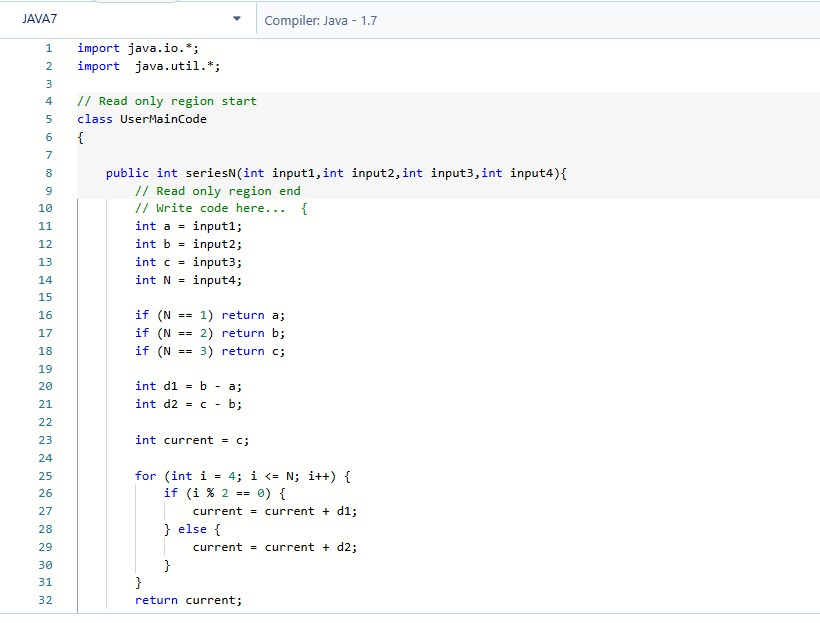 JAVA7
Compiler: Java - 1.7
1 import java.io.*;
2 import  java.util.*;
3
4 // Read only region start
5 class UserMainCode
6 {
7
8     public int seriesN(int input1,int input2,int input3,int input4){
9         // Read only region end
10         // Write code here...  {
11         int a = input1;
12         int b = input2;
13         int c = input3;
14         int N = input4;
15
16         if (N == 1) return a;
17         if (N == 2) return b;
18         if (N == 3) return c;
19
20         int d1 = b - a;
21         int d2 = c - b;
22
23         int current = c;
24
25         for (int i = 4; i <= N; i++) {
26             if (i % 2 == 0) {
27                 current = current + d1;
28             } else {
29                 current = current + d2;
30             }
31         }
32         return current;